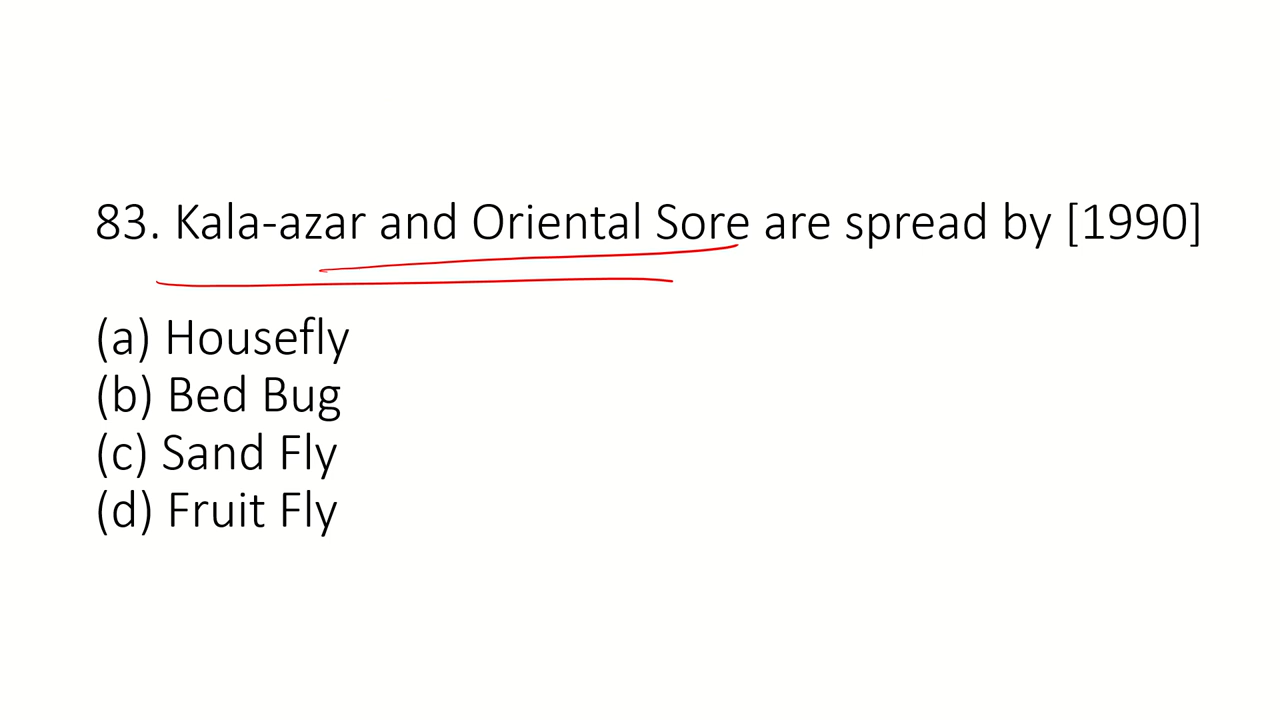 83. Kala-azar and Oriental Sore are spread by [1990]
(a) Housefly
(b) Bed Bug
(c) Sand Fly
(d) Fruit Fly